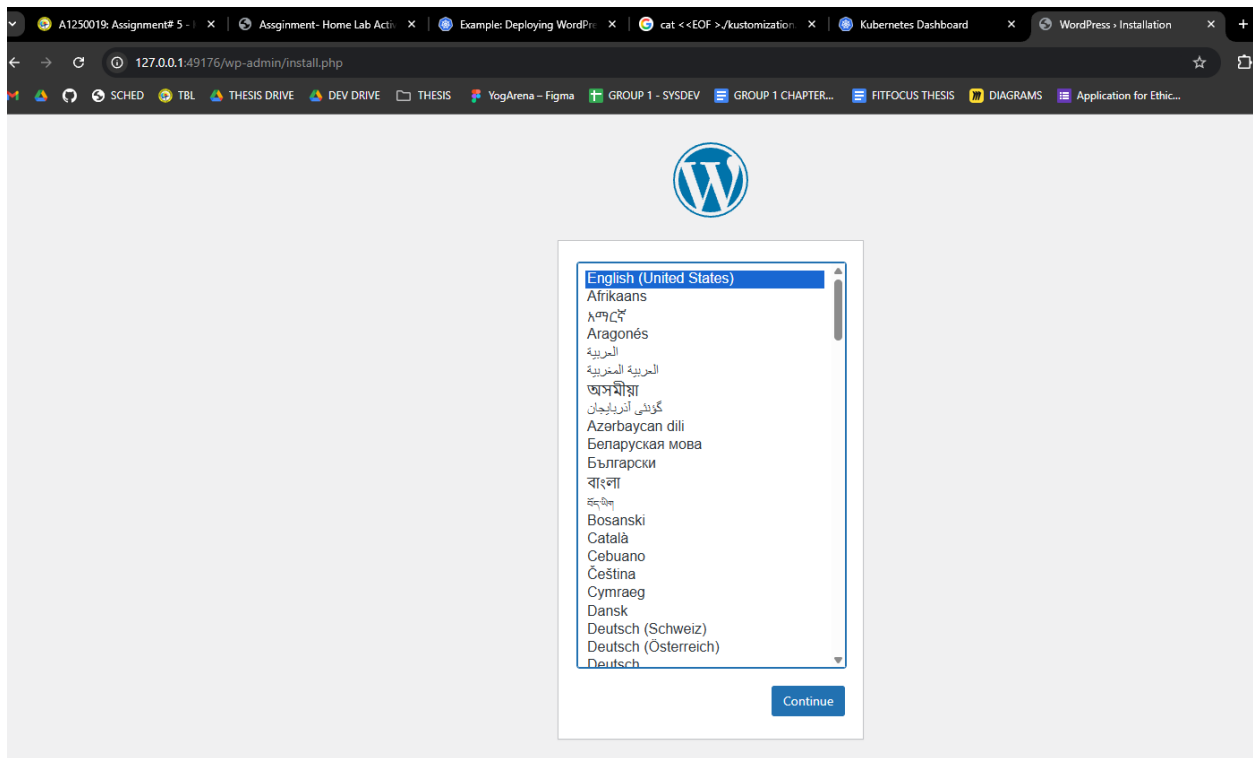 A1250019: Assignment# 5 -
Assginment- Home Lab Activ
Example: Deploying WordPre
cat <<EOF >./kustomization.
Kubernetes Dashboard
WordPress › Installation
127.0.0.1:49176/wp-admin/install.php
SCHED
TBL
THESIS DRIVE
DEV DRIVE
THESIS
YogArena – Figma
GROUP 1 - SYSDEV
GROUP 1 CHAPTER...
FITFOCUS THESIS
DIAGRAMS
Application for Ethic...
English (United States)
Afrikaans
አማርኛ
Aragonés
العربية
العربية المغربية
অসমীয়া
گؤنئی آذربایجان
Azərbaycan dili
Беларуская мова
Български
বাংলা
བོད་ཡིག
Bosanski
Català
Cebuano
Čeština
Cymraeg
Dansk
Deutsch (Schweiz)
Deutsch (Österreich)
Deutsch
Continue